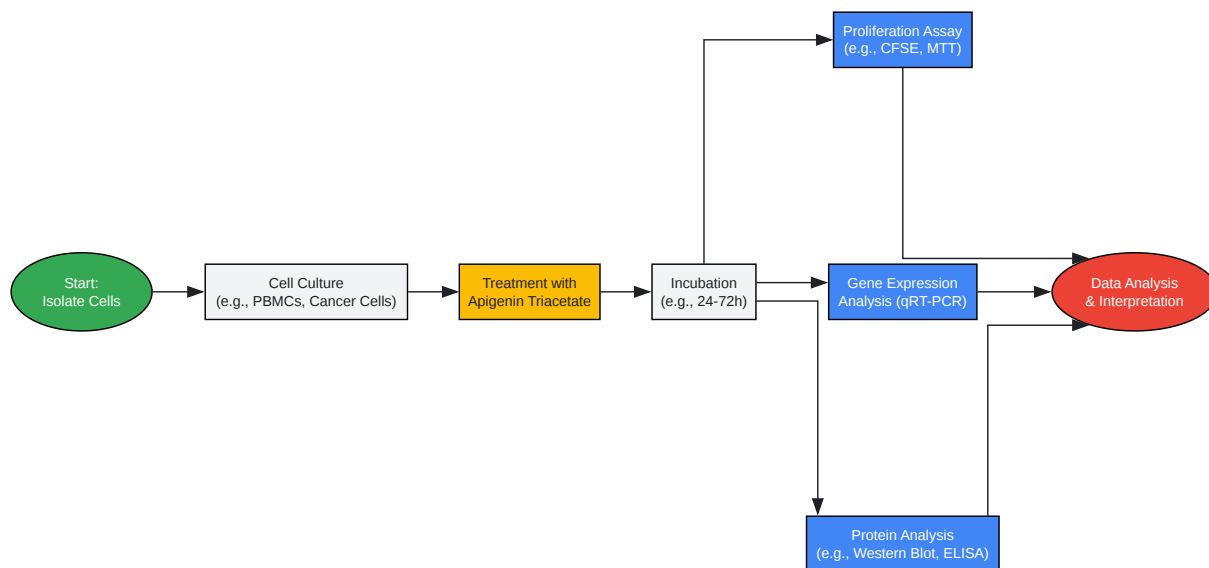 Start:
Isolate Cells
Cell Culture
(e.g., PBMCs, Cancer Cells)
Treatment with
Apigenin Triacetate
Incubation
(e.g., 24-72h)
Proliferation Assay
(e.g., CFSE, MTT)
Gene Expression
Analysis (qRT-PCR)
Protein Analysis
(e.g., Western Blot, ELISA)
Data Analysis
& Interpretation